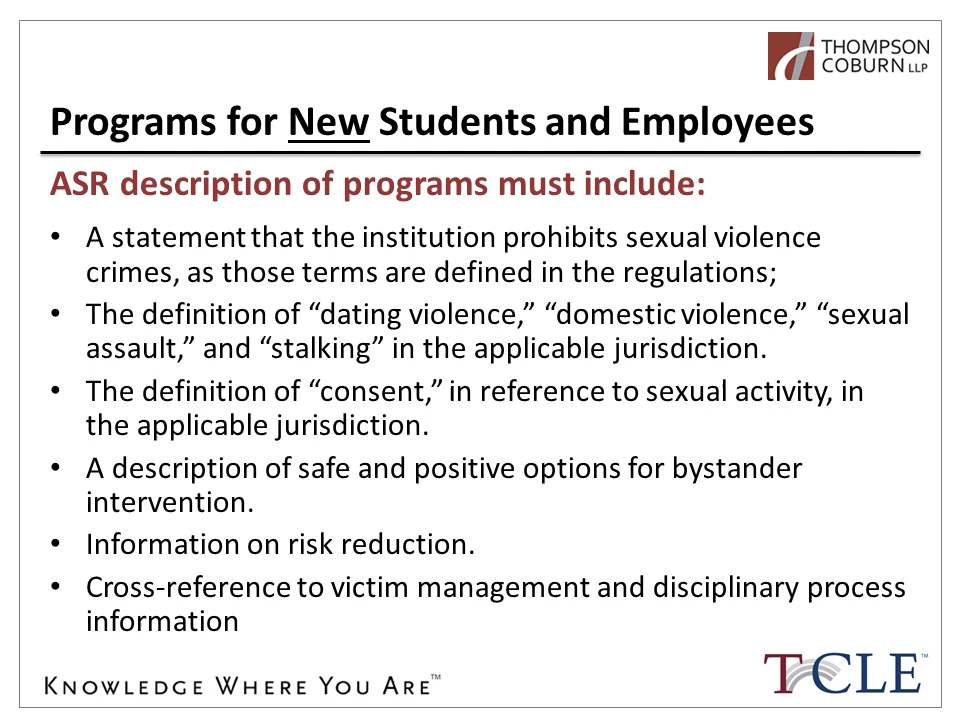 THOMPSON
COBURN LLP
Programs for New Students and Employees
ASR description of programs must include:
• A statement that the institution prohibits sexual violence
crimes, as those terms are defined in the regulations;
• The definition of “dating violence,” “domestic violence,” “sexual
assault,” and “stalking” in the applicable jurisdiction.
• The definition of “consent,” in reference to sexual activity, in
the applicable jurisdiction.
• A description of safe and positive options for bystander
intervention.
• Information on risk reduction.
• Cross-reference to victim management and disciplinary process
information
KNOWLEDGE WHERE YOU ARE™
TCLE™